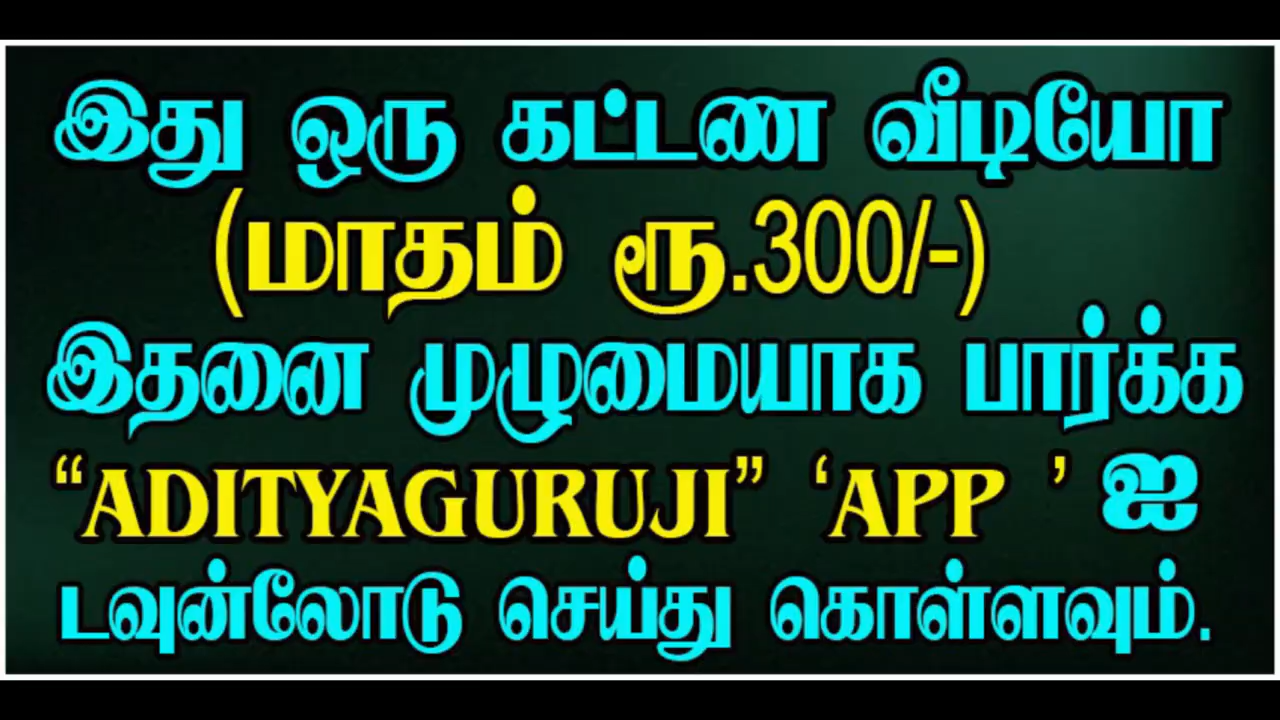 இது ஒரு கட்டண வீடியோ
(மாதம் ரூ.300/-)
இதனை முழுமையாக பார்க்க
“ADITYAGURUJI” ‘APP ’ ஐ
டவுன்லோடு செய்து கொள்ளவும்.